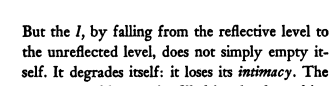 But the I, by falling from the reflective level to
the unreflected level, does not simply empty it-
self. It degrades itself: it loses its intimacy. The